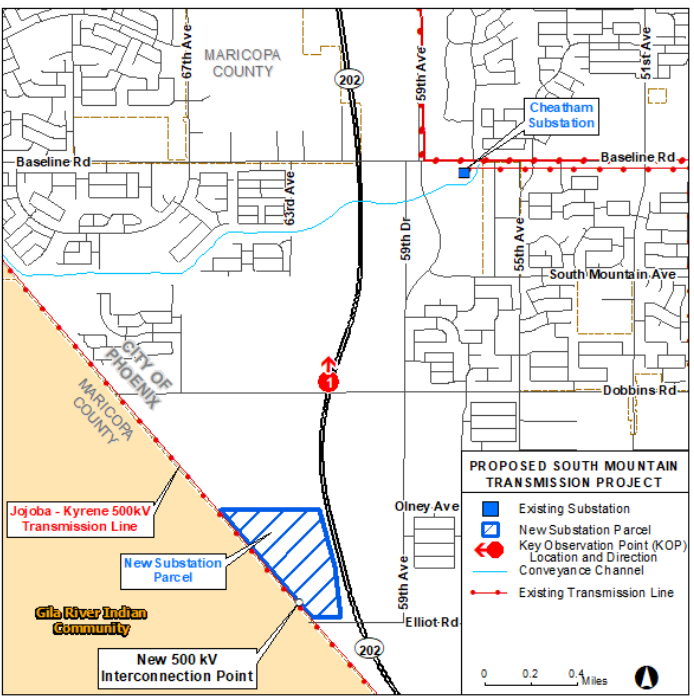 67th Ave
MARICOPA
COUNTY
202
59th Ave
51st Ave
Cheatham
Substation
Baseline Rd
Baseline Rd
63rd Ave
59th Dr
55th Ave
South Mountain Ave
CITY OF
PHOENIX
MARICOPA
COUNTY
1
Dobbins Rd
Jojoba - Kyrene 500kV
Transmission Line
New Substation
Parcel
Olney Ave
59th Ave
Elliot Rd
Gila River Indian
Community
New 500 kV
Interconnection Point
202
PROPOSED SOUTH MOUNTAIN
TRANSMISSION PROJECT
Existing Substation
New Substation Parcel
Key Observation Point (KOP)
Location and Direction
Conveyance Channel
Existing Transmission Line
0 0.2 0.4
Miles